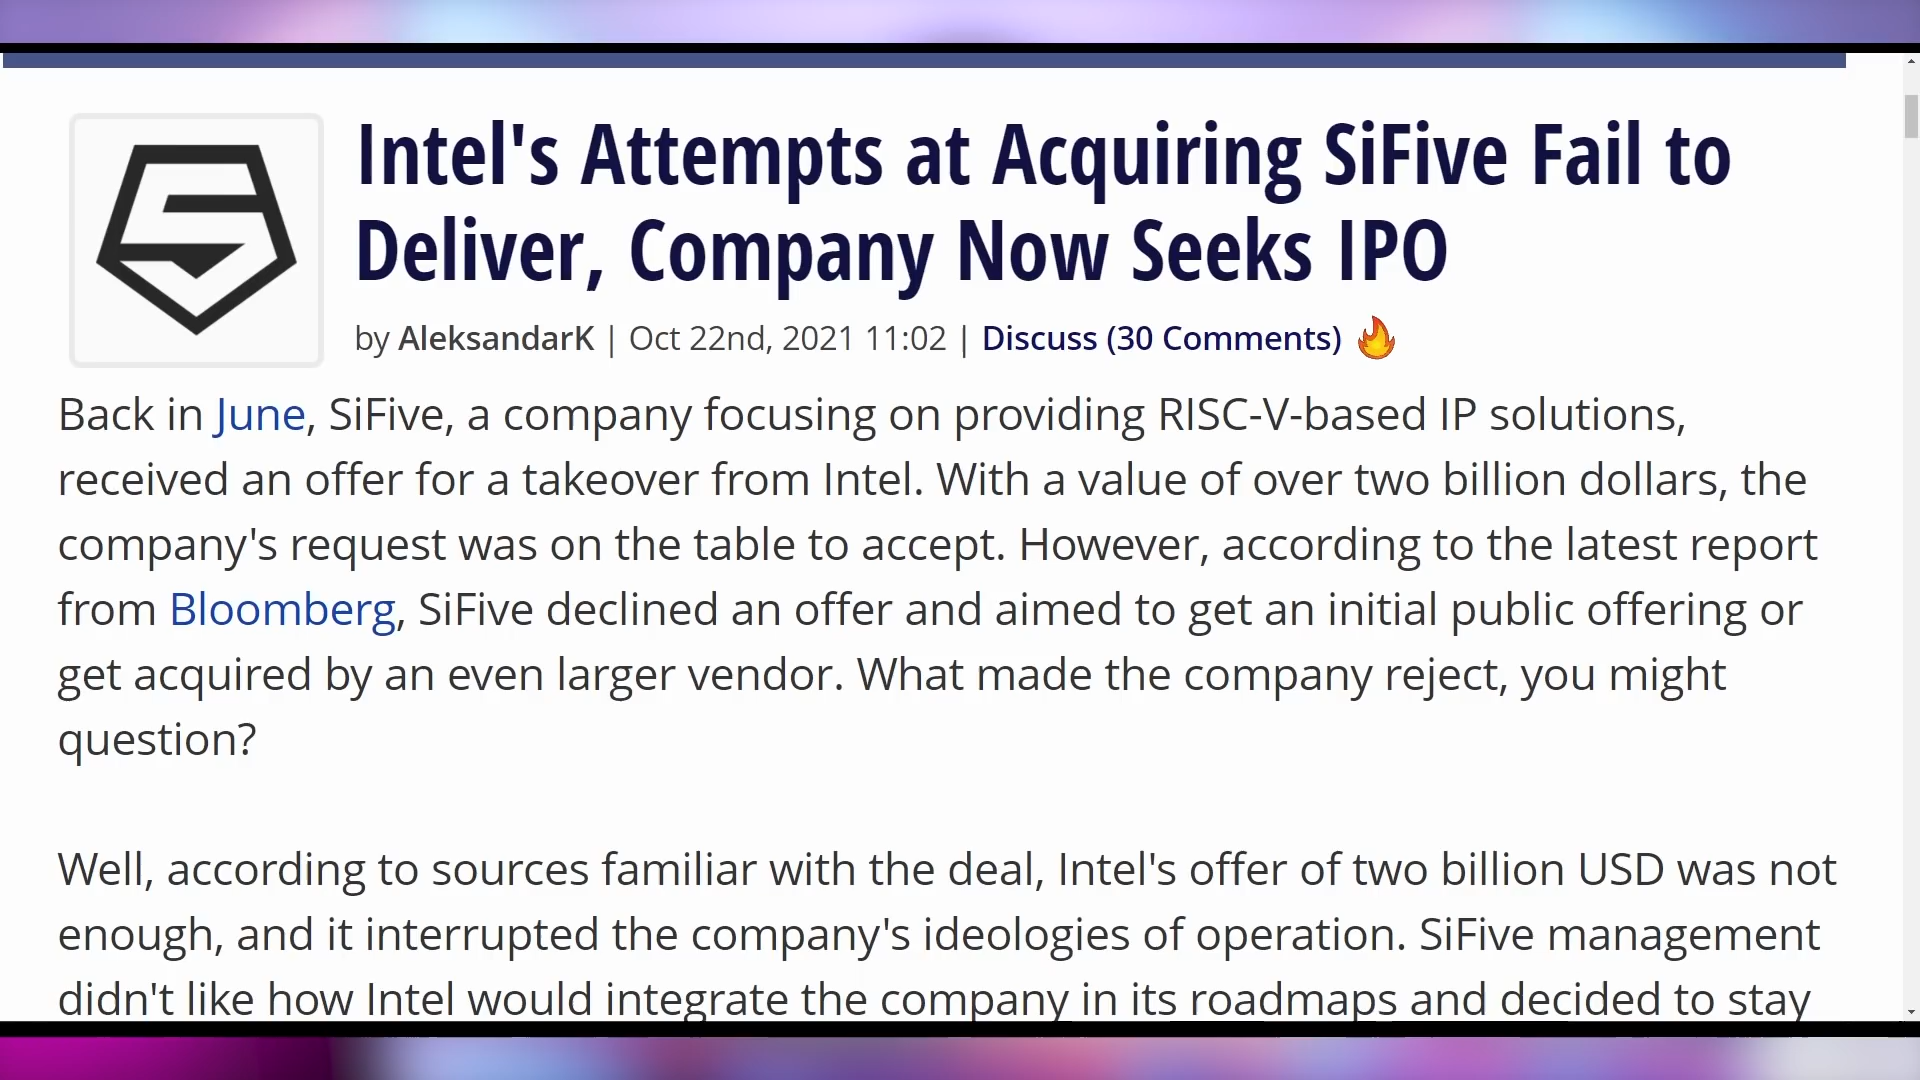 Intel's Attempts at Acquiring SiFive Fail to
Deliver, Company Now Seeks IPO
by AleksandarK | Oct 22nd, 2021 11:02 | Discuss (30 Comments)
Back in June, SiFive, a company focusing on providing RISC-V-based IP solutions,
received an offer for a takeover from Intel. With a value of over two billion dollars, the
company's request was on the table to accept. However, according to the latest report
from Bloomberg, SiFive declined an offer and aimed to get an initial public offering or
get acquired by an even larger vendor. What made the company reject, you might
question?
Well, according to sources familiar with the deal, Intel's offer of two billion USD was not
enough, and it interrupted the company's ideologies of operation. SiFive management
didn't like how Intel would integrate the company in its roadmaps and decided to stay